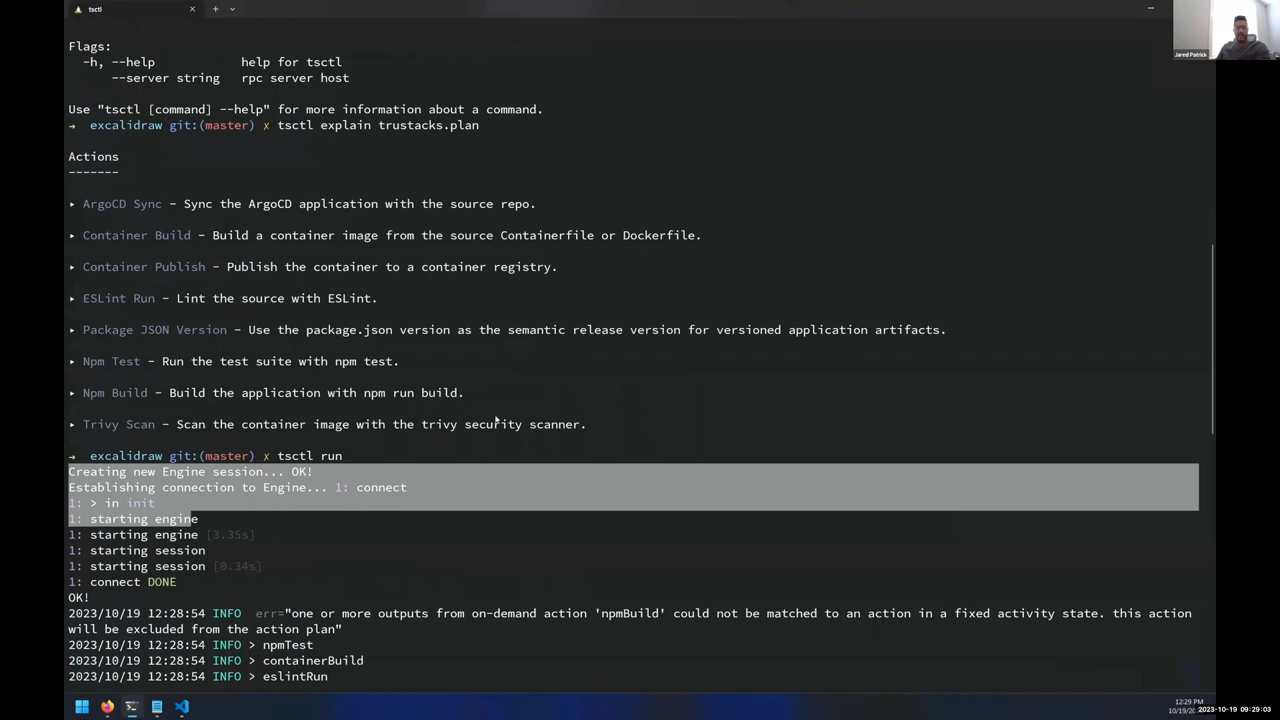 tsctl
Jared Patrick
Flags:
-h, --help help for tsctl
--server string rpc server host
Use "tsctl [command] --help" for more information about a command.
→ excalidraw git:(master) ✗ tsctl explain trustacks.plan
Actions
-------
▸ ArgoCD Sync – Sync the ArgoCD application with the source repo.
▸ Container Build – Build a container image from the source Containerfile or Dockerfile.
▸ Container Publish – Publish the container to a container registry.
▸ ESLint Run – Lint the source with ESLint.
▸ Package JSON Version – Use the package.json version as the semantic release version for versioned application artifacts.
▸ Npm Test – Run the test suite with npm test.
▸ Npm Build – Build the application with npm run build.
▸ Trivy Scan – Scan the container image with the trivy security scanner.
→ excalidraw git:(master) ✗ tsctl run
Creating new Engine session... OK!
Establishing connection to Engine... 1: connect
1: > in init
1: starting engine
1: starting engine [3.35s]
1: starting session
1: starting session [0.34s]
1: connect DONE
OK!
2023/10/19 12:28:54 INFO err="one or more outputs from on-demand action 'npmBuild' could not be matched to an action in a fixed activity state. this action
will be excluded from the action plan"
2023/10/19 12:28:54 INFO > npmTest
2023/10/19 12:28:54 INFO > containerBuild
2023/10/19 12:28:54 INFO > eslintRun
12:29 PM
2023-10-19 09:29:03